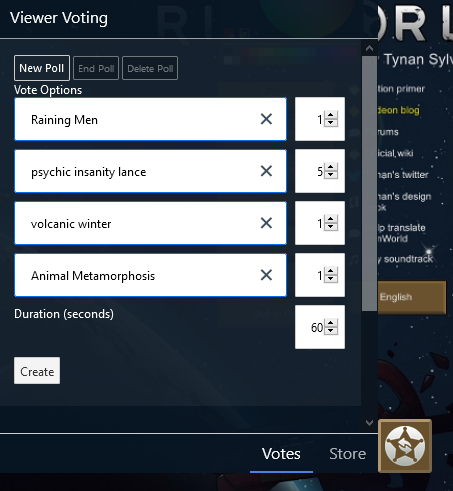 Viewer Voting
New Poll End Poll Delete Poll
Vote Options
Raining Men 1
psychic insanity lance 5
volcanic winter 1
Animal Metamorphosis 1
Duration (seconds) 60
Create
Votes Store
Tynan Sylv
tion primer
deon blog
rums
icial wiki
nan's twitter
nan's design
ok
lp translate
mWorld
y soundtrack
English